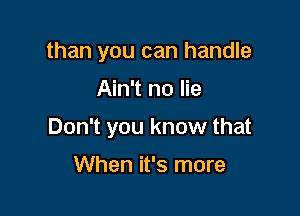 than you can handle
Ain't no lie
Don't you know that
When it's more